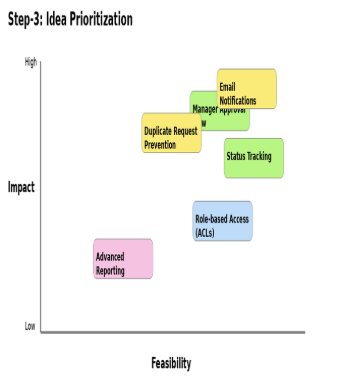 Step-3: Idea Prioritization
High
Email
Notifications
Manager Approval
Duplicate Request
Prevention
Status Tracking
Impact
Role-based Access
(ACLs)
Advanced
Reporting
Low
Feasibility